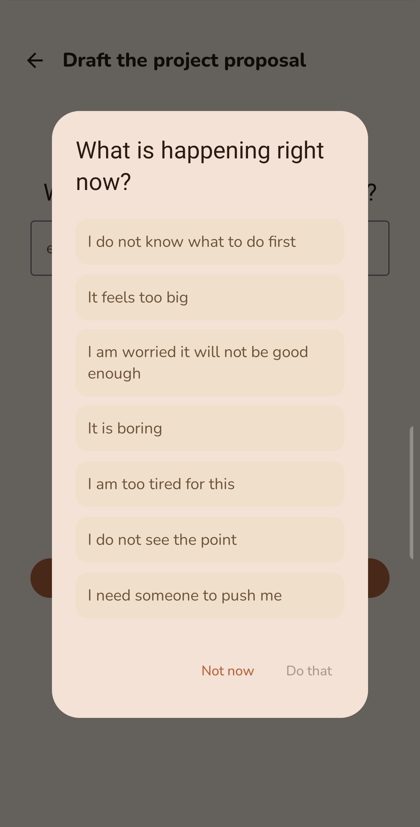 Draft the project proposal
What is happening right
now?
I do not know what to do first
It feels too big
I am worried it will not be good
enough
It is boring
I am too tired for this
I do not see the point
I need someone to push me
Not now
Do that